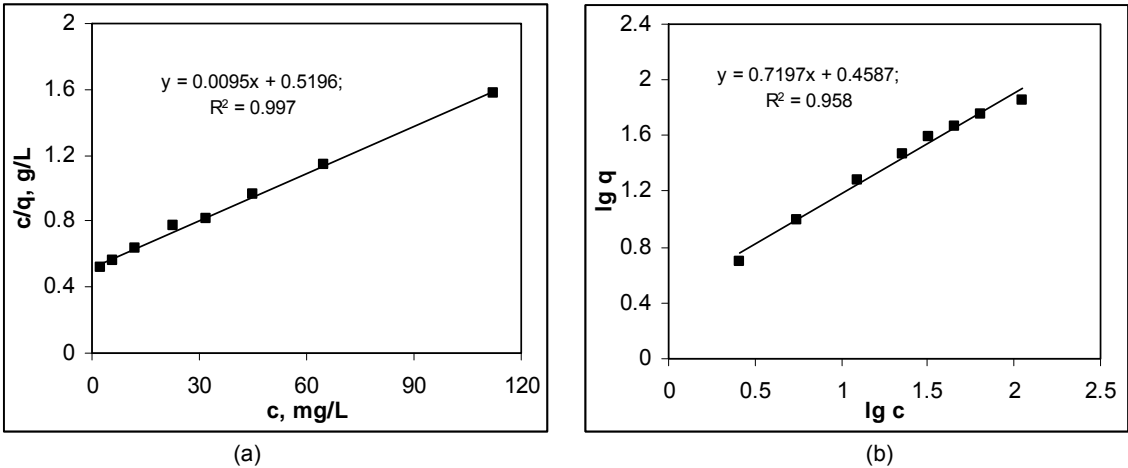 2
1.6
1.2
0.8
0.4
0
c/q, g/L
y = 0.0095x + 0.5196;
R² = 0.997
0 30 60 90 120
c, mg/L
(a)
2.4
2
1.6
1.2
0.8
0.4
0
lg q
y = 0.7197x + 0.4587;
R² = 0.958
0 0.5 1 1.5 2 2.5
lg c
(b)